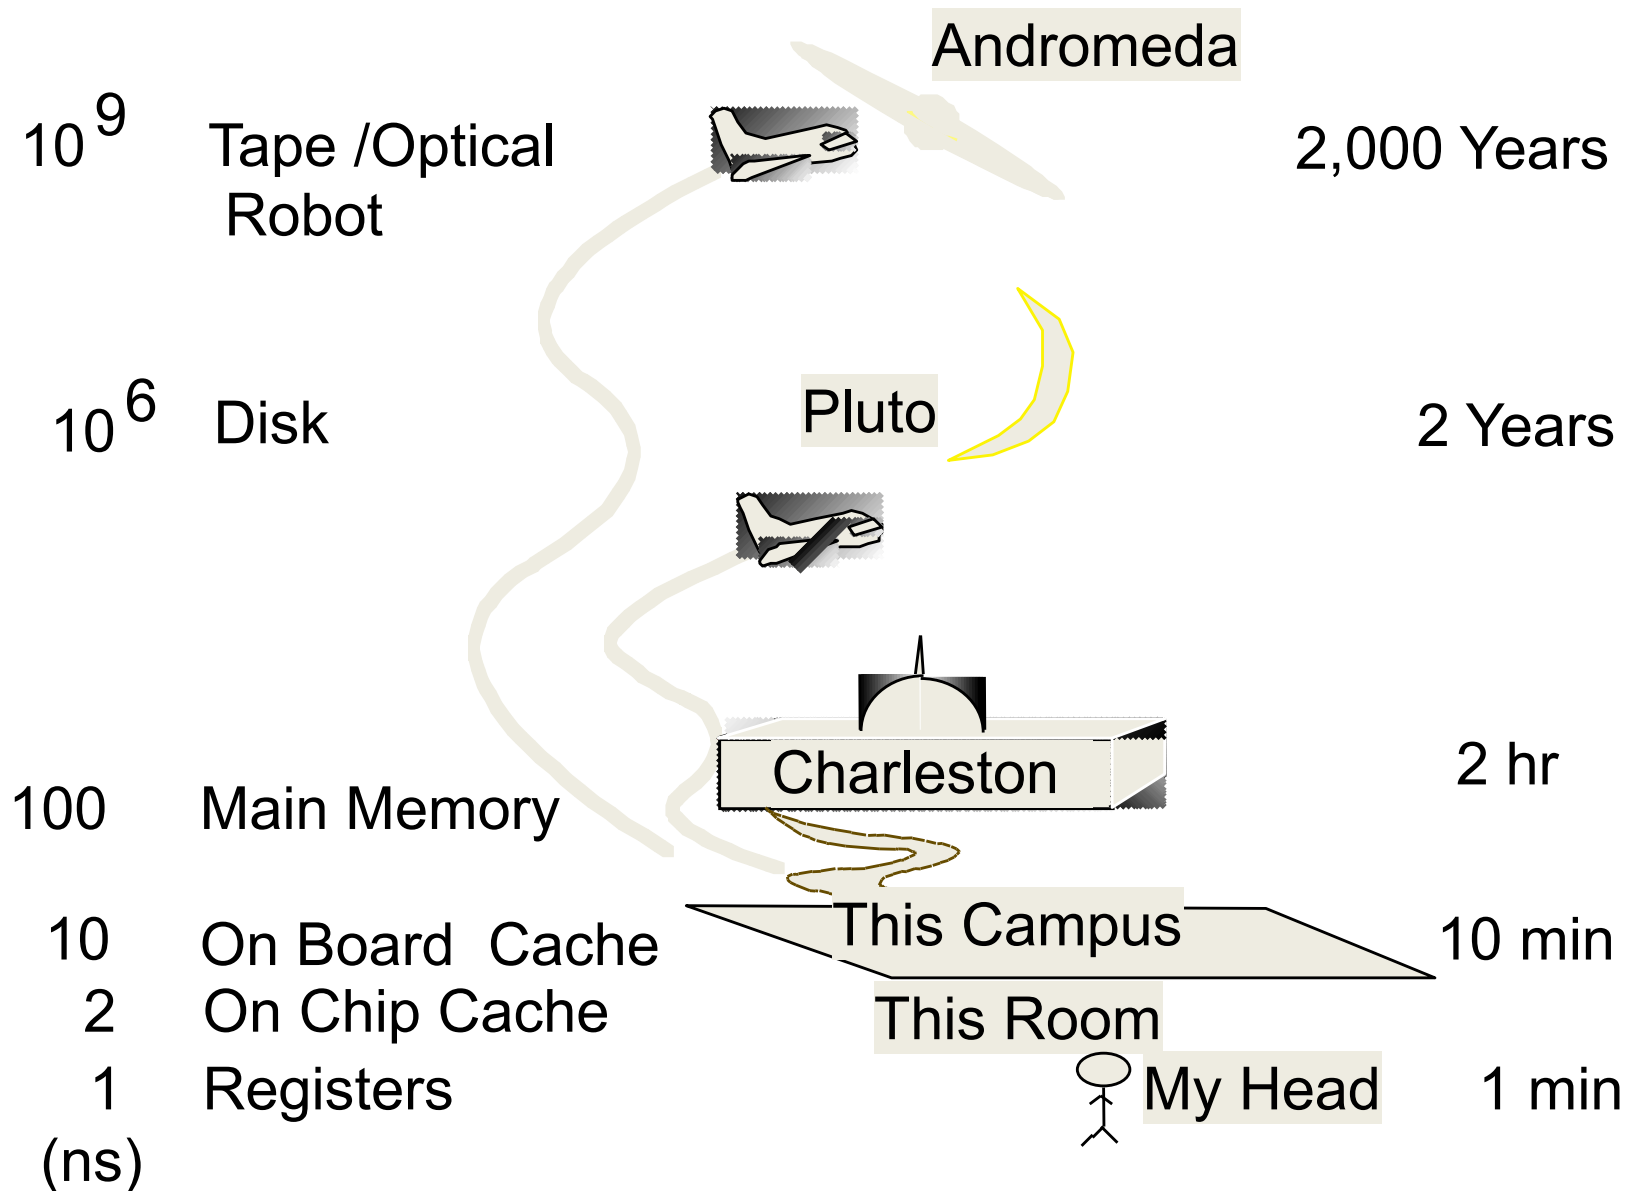 Andromeda
10^9 Tape /Optical 2,000 Years
Robot
10^6 Disk Pluto 2 Years
Charleston 2 hr
100 Main Memory
10 On Board Cache This Campus 10 min
2 On Chip Cache This Room
1 Registers My Head 1 min
(ns)